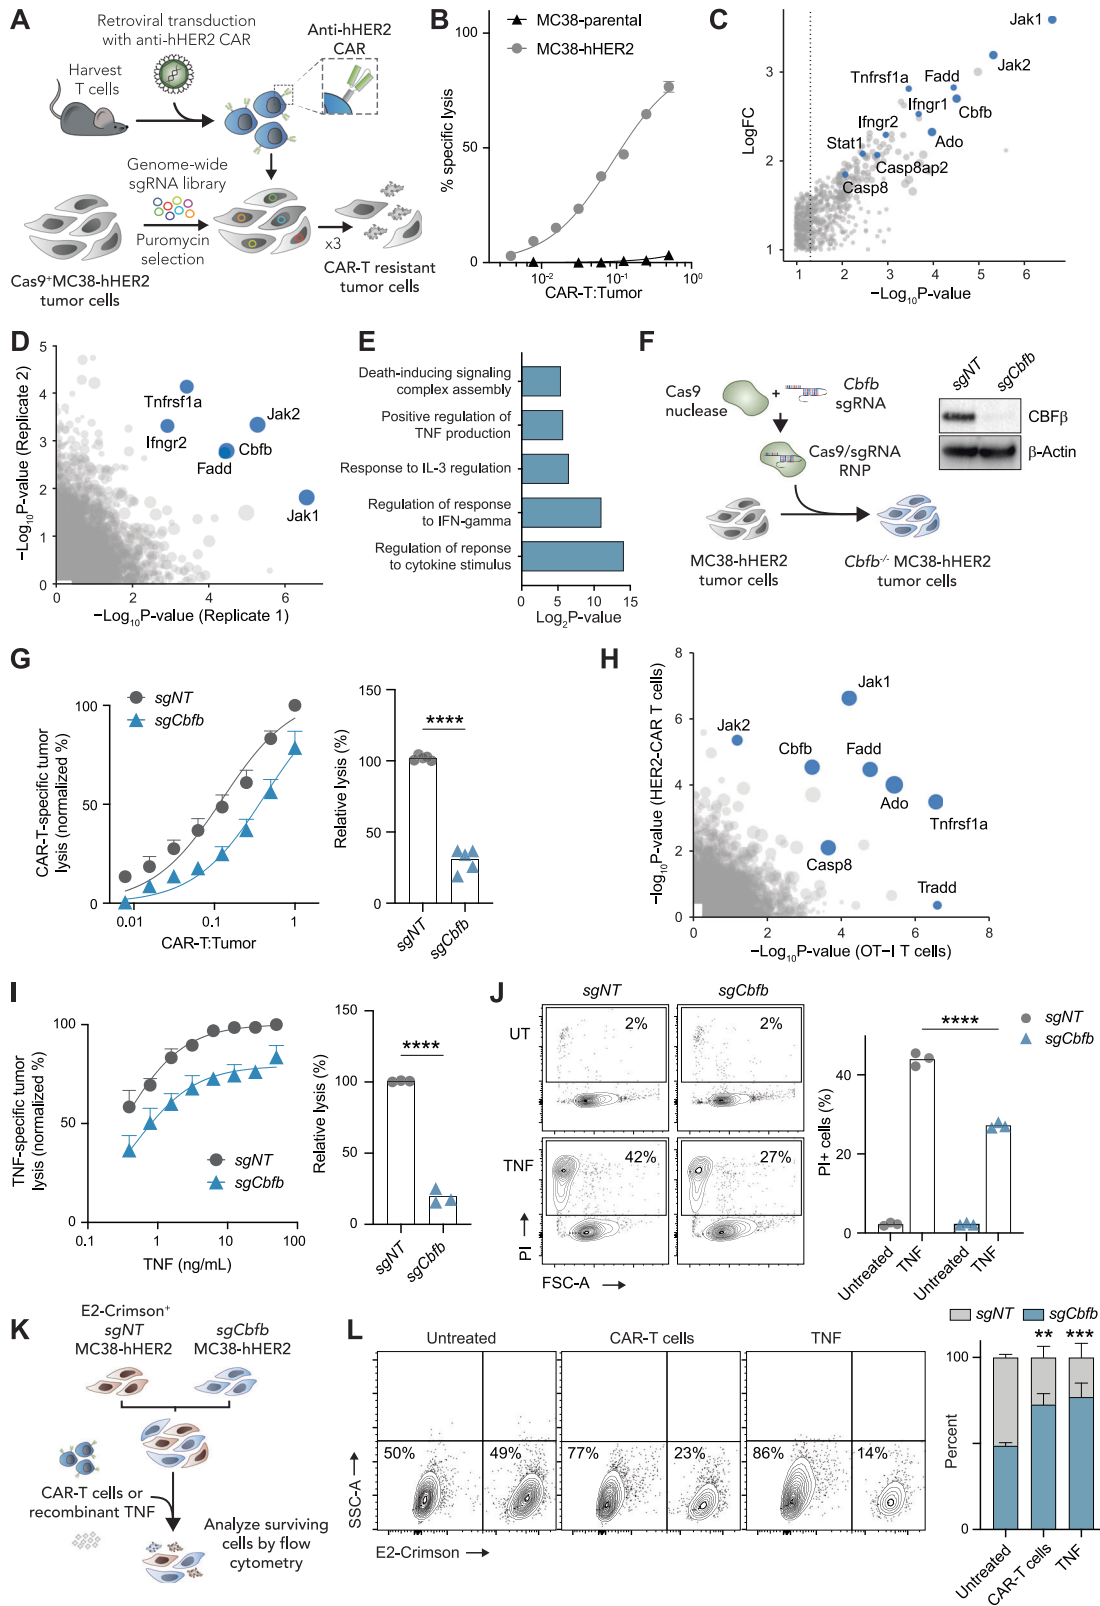 A
Retroviral transduction
with anti-hHER2 CAR
Harvest
T cells
Anti-hHER2
CAR
Genome-wide
sgRNA library
Puromycin
selection
x3
Cas9⁺MC38-hHER2
tumor cells
CAR-T resistant
tumor cells
B
MC38-parental
MC38-hHER2
100
50
0
% specific lysis
10⁻² 10⁻¹ 10⁰
CAR-T:Tumor
C
Jak1
Jak2
Tnfrsf1a
Fadd
Ifngr1
Cbfb
Ifngr2
Stat1
Ado
Casp8ap2
Casp8
LogFC
3
2
1
1 2 3 4 5 6
−Log₁₀P-value
D
5
4
3
2
1
0
−Log₁₀P-value (Replicate 2)
Tnfrsf1a
Ifngr2
Jak2
Cbfb
Fadd
Jak1
0 2 4 6
−Log₁₀P-value (Replicate 1)
E
Death-inducing signaling
complex assembly
Positive regulation of
TNF production
Response to IL-3 regulation
Regulation of response
to IFN-gamma
Regulation of reponse
to cytokine stimulus
0 5 10 15
Log₂P-value
F
Cas9
nuclease
+
Cbfb
sgRNA
Cas9/sgRNA
RNP
MC38-hHER2
tumor cells
Cbfb⁻/⁻ MC38-hHER2
tumor cells
sgNT
sgCbfb
CBFβ
β-Actin
G
sgNT
sgCbfb
100
50
0
CAR-T-specific tumor
lysis (normalized %)
0.01 0.1 1
CAR-T:Tumor
150
100
50
0
Relative lysis (%)
****
sgNT
sgCbfb
H
8
6
4
2
0
-log₁₀P-value (HER2-CAR T cells)
Jak1
Jak2
Cbfb
Fadd
Ado
Tnfrsf1a
Casp8
Tradd
0 2 4 6 8
−Log₁₀P-value (OT−I T cells)
I
100
50
0
TNF-specific tumor
lysis (normalized %)
sgNT
sgCbfb
0.1 1 10 100
TNF (ng/mL)
150
100
50
0
Relative lysis (%)
****
sgNT
sgCbfb
J
sgNT
sgCbfb
UT
2%
2%
TNF
42%
27%
PI
FSC-A
****
sgNT
sgCbfb
40
20
0
PI+ cells (%)
Untreated
TNF
Untreated
TNF
K
E2-Crimson⁺
sgNT
MC38-hHER2
sgCbfb
MC38-hHER2
CAR-T cells or
recombinant TNF
Analyze surviving
cells by flow
cytometry
L
Untreated
CAR-T cells
TNF
50%
49%
77%
23%
86%
14%
SSC-A
E2-Crimson
sgNT
sgCbfb
**
***
100
50
0
Percent
Untreated
CAR-T cells
TNF